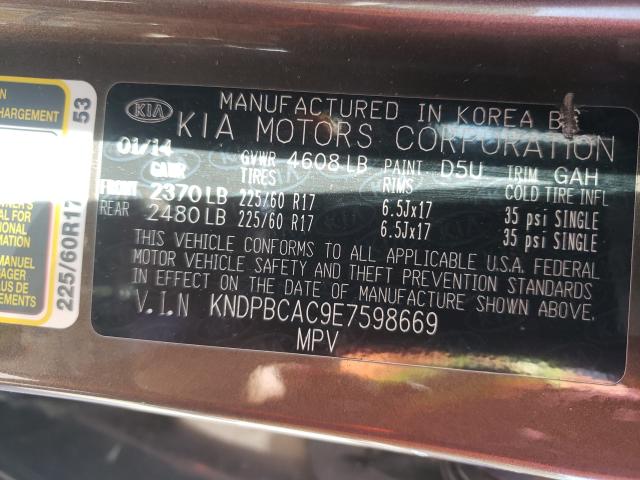 N
CHARGEMENT
53
225/60R17
MANUEL
KIA
MANUFACTURED IN KOREA BY
KIA MOTORS CORPORATION
01/14 GVWR 4608 LB PAINT D5U TRIM GAH
GAWR TIRES RIMS COLD TIRE INFL
FRONT 2370 LB 225/60 R17 6.5Jx17 35 psi SINGLE
REAR 2480 LB 225/60 R17 6.5Jx17 35 psi SINGLE
THIS VEHICLE CONFORMS TO ALL APPLICABLE U.S.A. FEDERAL
MOTOR VEHICLE SAFETY AND THEFT PREVENTION STANDARDS
IN EFFECT ON THE DATE OF MANUFACTURE SHOWN ABOVE.
V.I.N KNDPBCAC9E7598669
MPV